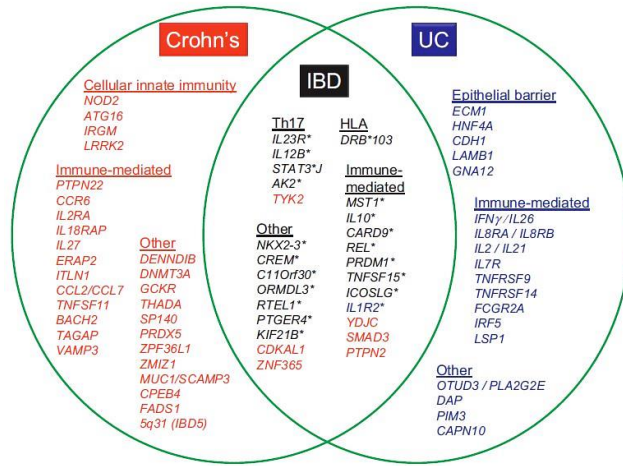 Crohn's
UC
IBD
Cellular innate immunity
NOD2
ATG16
IRGM
LRRK2
Immune-mediated
PTPN22
CCR6
IL2RA
IL18RAP
IL27
ERAP2
ITLN1
CCL2/CCL7
TNFSF11
BACH2
TAGAP
VAMP3
Other
DENNDIB
DNMT3A
GCKR
THADA
SP140
PRDX5
ZPF36L1
ZMIZ1
MUC1/SCAMP3
CPEB4
FADS1
5q31 (IBD5)
Th17
IL23R*
IL12B*
STAT3*J
AK2*
TYK2
Other
NKX2-3*
CREM*
C11Orf30*
ORMDL3*
RTEL1*
PTGER4*
KIF21B*
CDKAL1
ZNF365
HLA
DRB*103
Immune-
mediated
MST1*
IL10*
CARD9*
REL*
PRDM1*
TNFSF15*
ICOSLG*
IL1R2*
YDJC
SMAD3
PTPN2
Epithelial barrier
ECM1
HNF4A
CDH1
LAMB1
GNA12
Immune-mediated
IFNγ/IL26
IL8RA / IL8RB
IL2 / IL21
IL7R
TNFRSF9
TNFRSF14
FCGR2A
IRF5
LSP1
Other
OTUD3 / PLA2G2E
DAP
PIM3
CAPN10